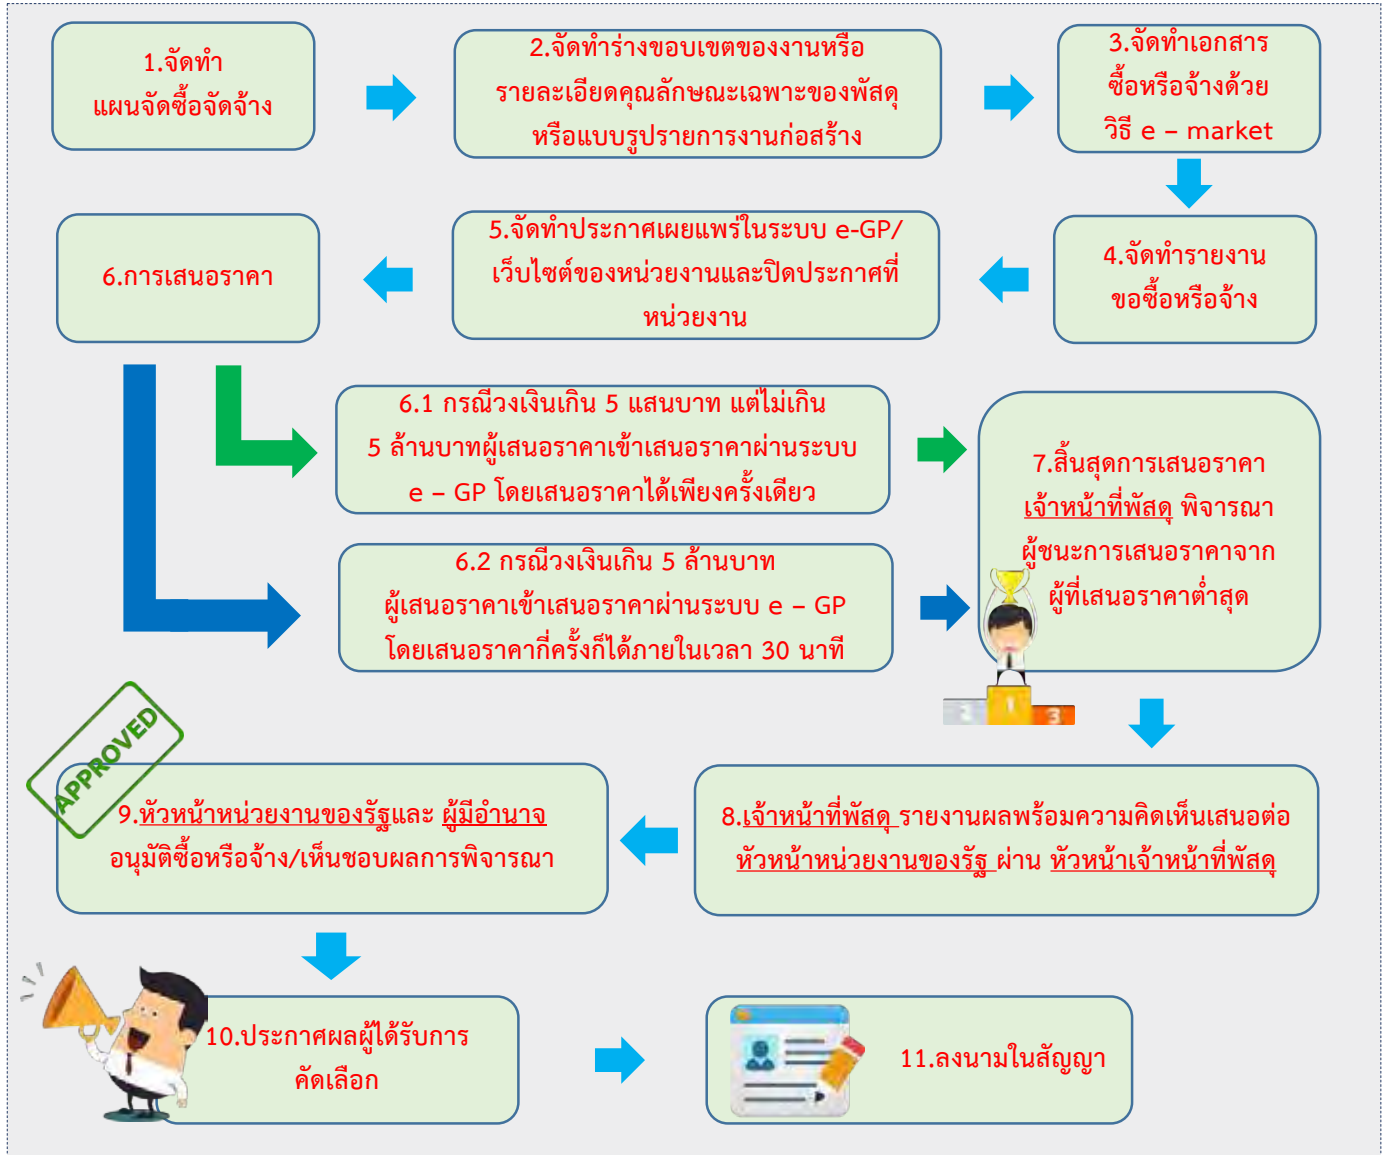 1.จัดทำ
แผนจัดซื้อจัดจ้าง
2.จัดทำร่างขอบเขตของงานหรือ
รายละเอียดคุณลักษณะเฉพาะของพัสดุ
หรือแบบรูปรายการงานก่อสร้าง
3.จัดทำเอกสาร
ซื้อหรือจ้างด้วย
วิธี e – market
4.จัดทำรายงาน
ขอซื้อหรือจ้าง
5.จัดทำประกาศเผยแพร่ในระบบ e-GP/
เว็บไซต์ของหน่วยงานและปิดประกาศที่
หน่วยงาน
6.การเสนอราคา
6.1 กรณีวงเงินเกิน 5 แสนบาท แต่ไม่เกิน
5 ล้านบาทผู้เสนอราคาเข้าเสนอราคาผ่านระบบ
e – GP โดยเสนอราคาได้เพียงครั้งเดียว
6.2 กรณีวงเงินเกิน 5 ล้านบาท
ผู้เสนอราคาเข้าเสนอราคาผ่านระบบ e – GP
โดยเสนอราคากี่ครั้งก็ได้ภายในเวลา 30 นาที
7.สิ้นสุดการเสนอราคา
เจ้าหน้าที่พัสดุ พิจารณา
ผู้ชนะการเสนอราคาจาก
ผู้ที่เสนอราคาต่ำสุด
2 1 3
8.เจ้าหน้าที่พัสดุ รายงานผลพร้อมความคิดเห็นเสนอต่อ
หัวหน้าหน่วยงานของรัฐ ผ่าน หัวหน้าเจ้าหน้าที่พัสดุ
APPROVED
9.หัวหน้าหน่วยงานของรัฐและ ผู้มีอำนาจ
อนุมัติซื้อหรือจ้าง/เห็นชอบผลการพิจารณา
10.ประกาศผลผู้ได้รับการ
คัดเลือก
11.ลงนามในสัญญา